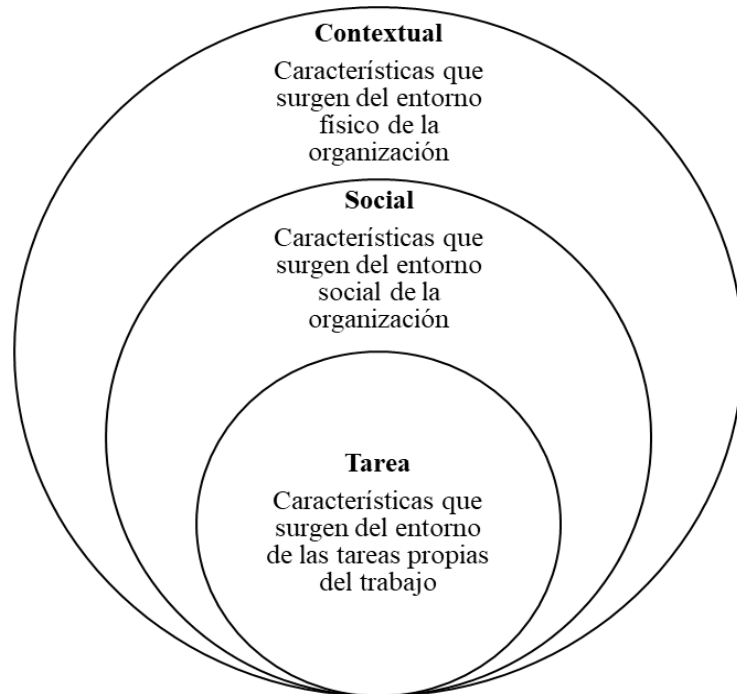 Contextual
Características que
surgen del entorno
físico de la
organización
Social
Características que
surgen del entorno
social de la
organización
Tarea
Características que
surgen del entorno
de las tareas propias
del trabajo